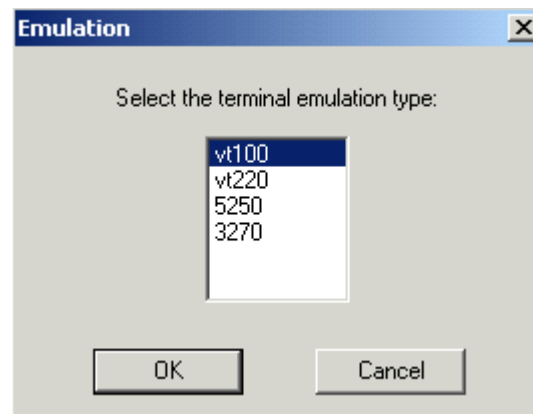 Emulation
Select the terminal emulation type:
vt100
vt220
5250
3270
OK
Cancel